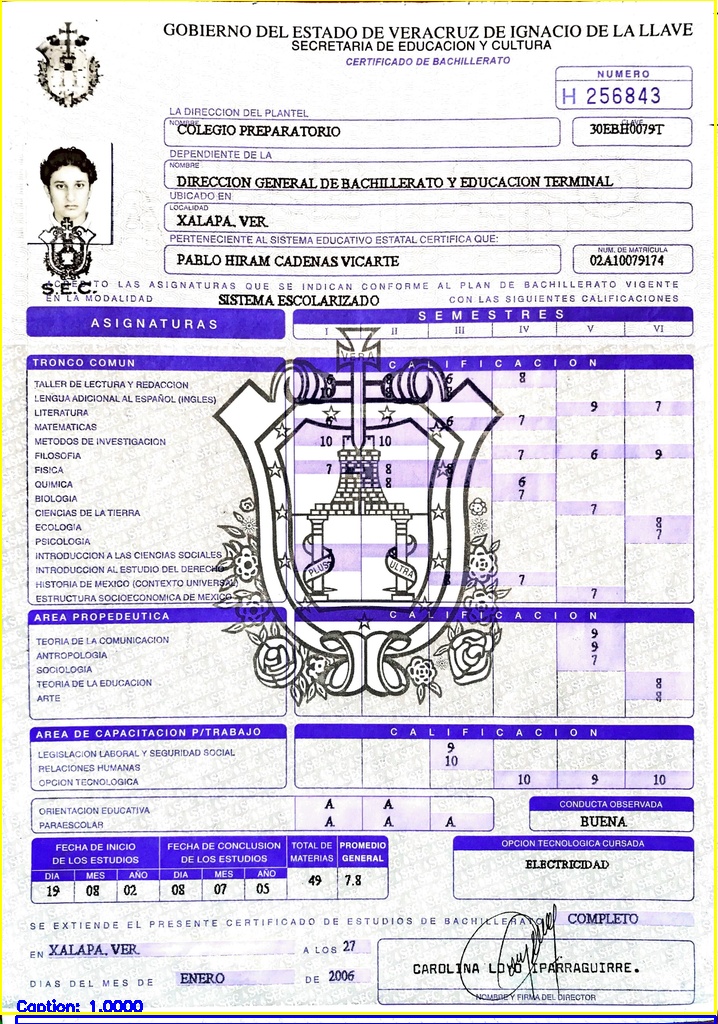 GOBIERNO DEL ESTADO DE VERACRUZ DE IGNACIO DE LA LLAVE
SECRETARIA DE EDUCACION Y CULTURA
CERTIFICADO DE BACHILLERATO
NUMERO
H 256843
LA DIRECCION DEL PLANTEL
NOMBRE
COLEGIO PREPARATORIO
CLAVE
30EBH0079T
DEPENDIENTE DE LA
NOMBRE
DIRECCION GENERAL DE BACHILLERATO Y EDUCACION TERMINAL
UBICADO EN
LOCALIDAD
XALAPA, VER.
PERTENECIENTE AL SISTEMA EDUCATIVO ESTATAL CERTIFICA QUE:
PABLO HIRAM CADENAS VICARTE
NUM. DE MATRICULA
02A10079174
S.E.C.
LAS ASIGNATURAS QUE SE INDICAN CONFORME AL PLAN DE BACHILLERATO VIGENTE
EN LA MODALIDAD SISTEMA ESCOLARIZADO CON LAS SIGUIENTES CALIFICACIONES
ASIGNATURAS
SEMESTRES
I II III IV V VI
VERA
TRONCO COMUN
CALIFICACION
TALLER DE LECTURA Y REDACCION 8
LENGUA ADICIONAL AL ESPAÑOL (INGLES) 10
LITERATURA 9 7
MATEMATICAS 6 7
METODOS DE INVESTIGACION 10 10
FILOSOFIA 7 6 9
FISICA 7 8
QUIMICA 8 6
BIOLOGIA 7
CIENCIAS DE LA TIERRA 7
ECOLOGIA 8
PSICOLOGIA 7
INTRODUCCION A LAS CIENCIAS SOCIALES
INTRODUCCION AL ESTUDIO DEL DERECHO
HISTORIA DE MEXICO (CONTEXTO UNIVERSAL) 7
ESTRUCTURA SOCIOECONOMICA DE MEXICO 7
PLUS ULTRA
AREA PROPEDEUTICA
CALIFICACION
TEORIA DE LA COMUNICACION 9
ANTROPOLOGIA 9
SOCIOLOGIA 7
TEORIA DE LA EDUCACION 8
ARTE 8
AREA DE CAPACITACION P/TRABAJO
CALIFICACION
LEGISLACION LABORAL Y SEGURIDAD SOCIAL 9
RELACIONES HUMANAS 10
OPCION TECNOLOGICA 10 9 10
ORIENTACION EDUCATIVA A A
PARAESCOLAR A A A
CONDUCTA OBSERVADA
BUENA
FECHA DE INICIO DE LOS ESTUDIOS
FECHA DE CONCLUSION DE LOS ESTUDIOS
TOTAL DE MATERIAS
PROMEDIO GENERAL
DIA MES AÑO DIA MES AÑO
19 08 02 08 07 05 49 7.8
OPCION TECNOLOGICA CURSADA
ELECTRICIDAD
SE EXTIENDE EL PRESENTE CERTIFICADO DE ESTUDIOS DE BACHILLERATO COMPLETO
EN XALAPA, VER. A LOS 27
DIAS DEL MES DE ENERO DE 2006
CAROLINA LOYO IPARRAGUIRRE.
NOMBRE Y FIRMA DEL DIRECTOR
Caption: 1.0000